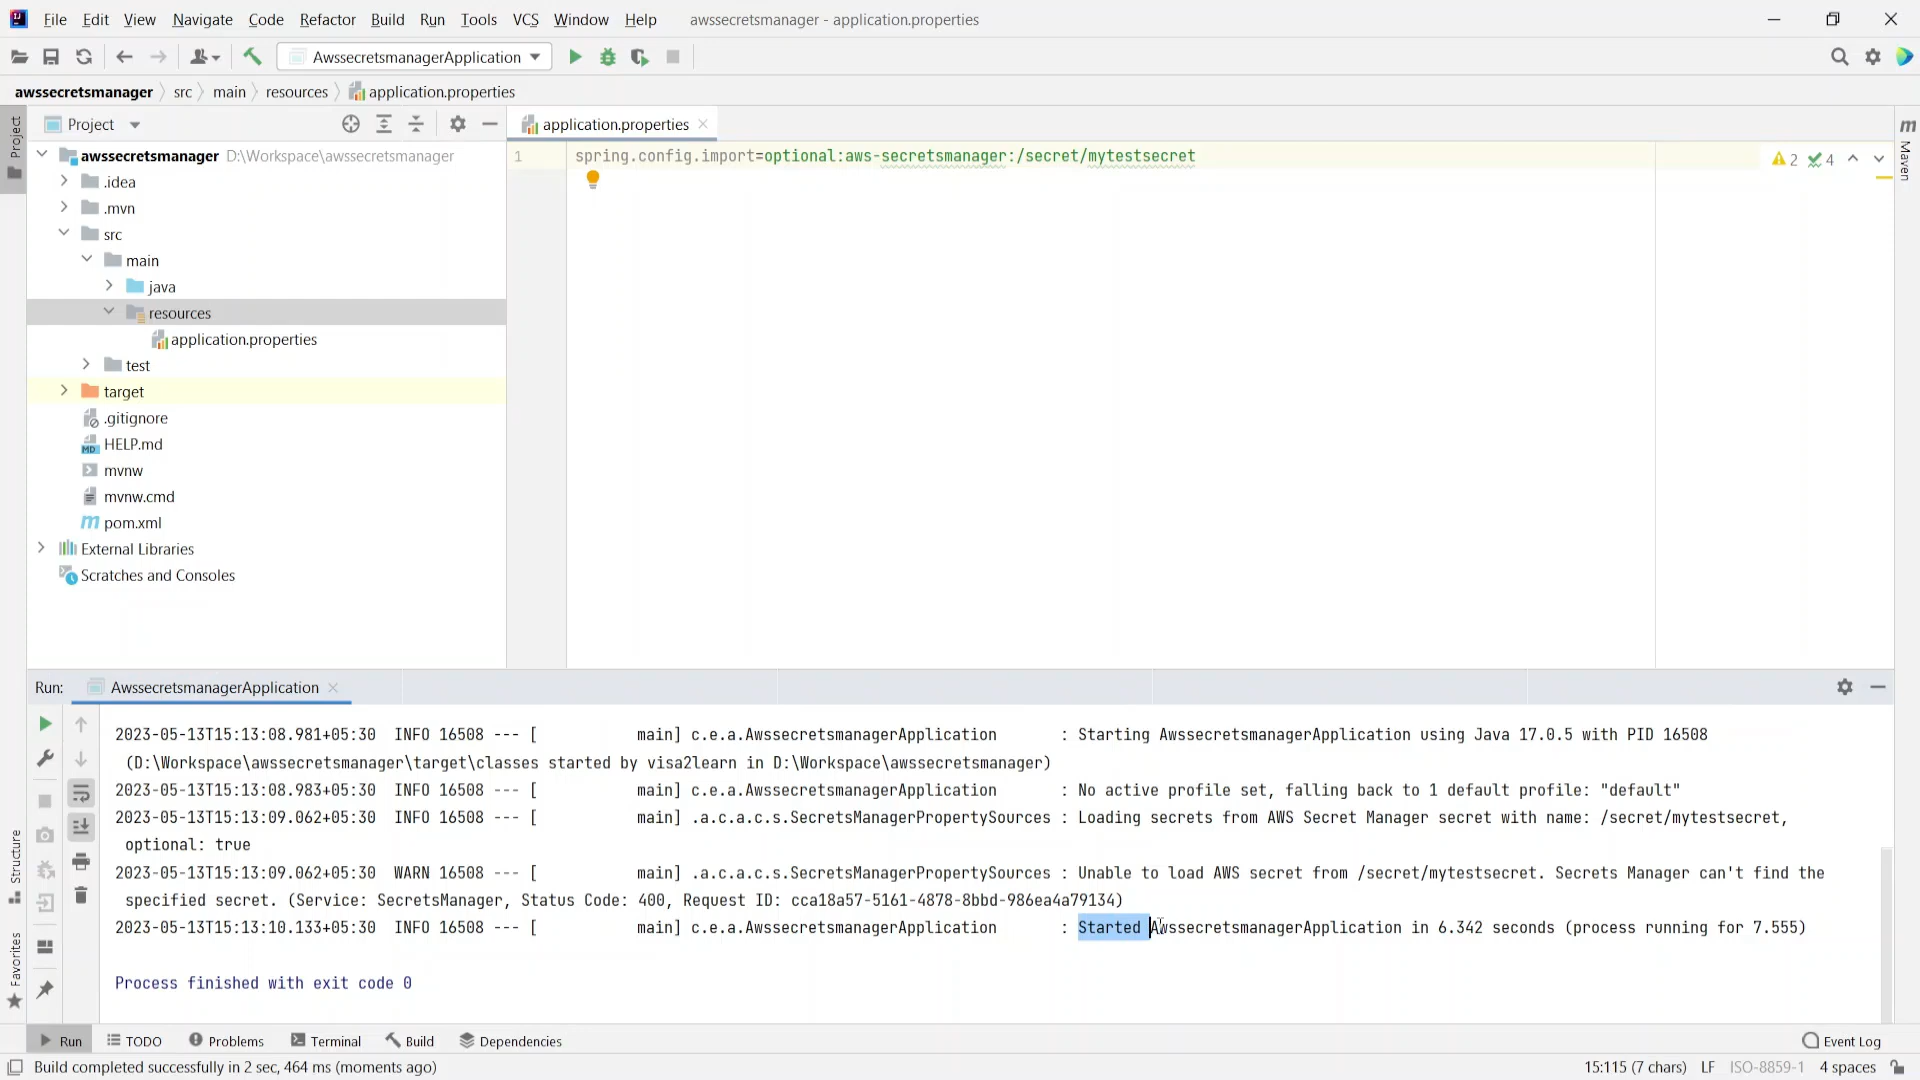 File Edit View Navigate Code Refactor Build Run Tools VCS Window Help awssecretsmanager - application.properties
AwssecretsmanagerApplication
awssecretsmanager src main resources application.properties
Project
Project
application.properties
m
Maven
awssecretsmanager D:\Workspace\awssecretsmanager
1 spring.config.import=optional:aws-secretsmanager:/secret/mytestsecret
2 4
.idea
.mvn
src
main
java
resources
application.properties
test
target
.gitignore
HELP.md
mvnw
mvnw.cmd
pom.xml
External Libraries
Scratches and Consoles
Run: AwssecretsmanagerApplication
2023-05-13T15:13:08.981+05:30 INFO 16508 --- [ main] c.e.a.AwssecretsmanagerApplication : Starting AwssecretsmanagerApplication using Java 17.0.5 with PID 16508
(D:\Workspace\awssecretsmanager\target\classes started by visa2learn in D:\Workspace\awssecretsmanager)
2023-05-13T15:13:08.983+05:30 INFO 16508 --- [ main] c.e.a.AwssecretsmanagerApplication : No active profile set, falling back to 1 default profile: "default"
2023-05-13T15:13:09.062+05:30 INFO 16508 --- [ main] .a.c.a.c.s.SecretsManagerPropertySources : Loading secrets from AWS Secret Manager secret with name: /secret/mytestsecret,
optional: true
2023-05-13T15:13:09.062+05:30 WARN 16508 --- [ main] .a.c.a.c.s.SecretsManagerPropertySources : Unable to load AWS secret from /secret/mytestsecret. Secrets Manager can't find the
specified secret. (Service: SecretsManager, Status Code: 400, Request ID: cca18a57-5161-4878-8bbd-986ea4a79134)
2023-05-13T15:13:10.133+05:30 INFO 16508 --- [ main] c.e.a.AwssecretsmanagerApplication : Started AwssecretsmanagerApplication in 6.342 seconds (process running for 7.555)
Process finished with exit code 0
Structure
Favorites
Run TODO Problems Terminal Build Dependencies Event Log
Build completed successfully in 2 sec, 464 ms (moments ago) 15:115 (7 chars) LF ISO-8859-1 4 spaces